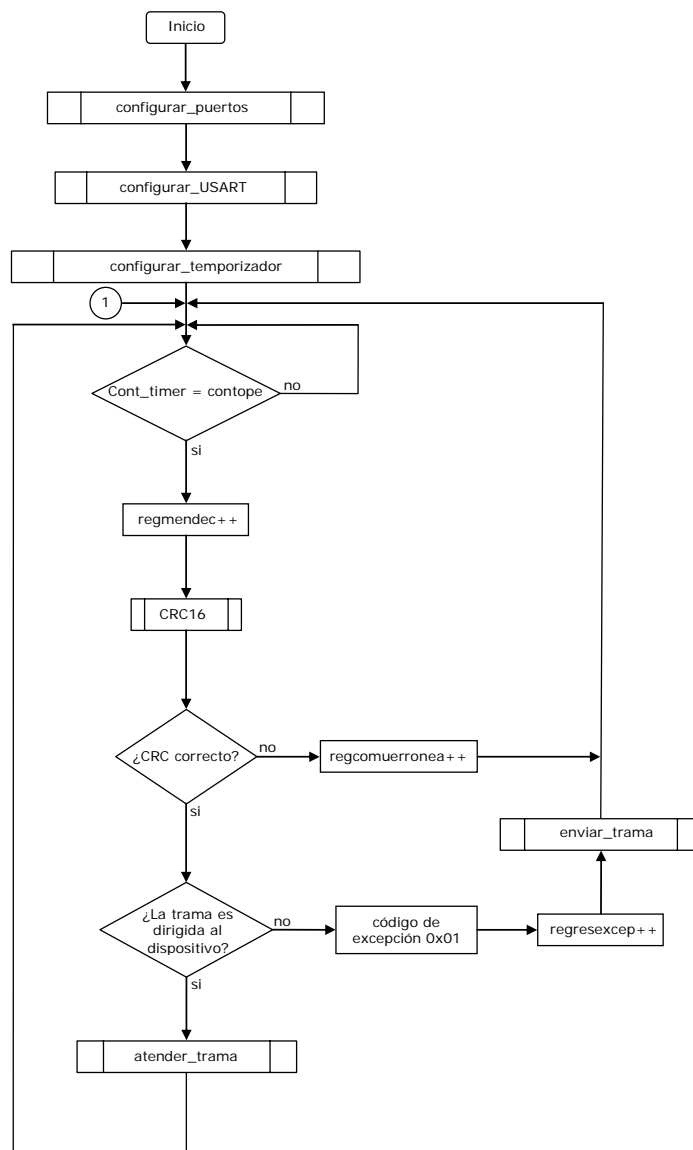 Inicio
configurar_puertos
configurar_USART
configurar_temporizador
1
Cont_timer = contope
no
si
regmendec++
CRC16
¿CRC correcto?
no
regcomuerronea++
si
enviar_trama
¿La trama es
dirigida al
dispositivo?
no
código de
excepción 0x01
regresexcep++
si
atender_trama